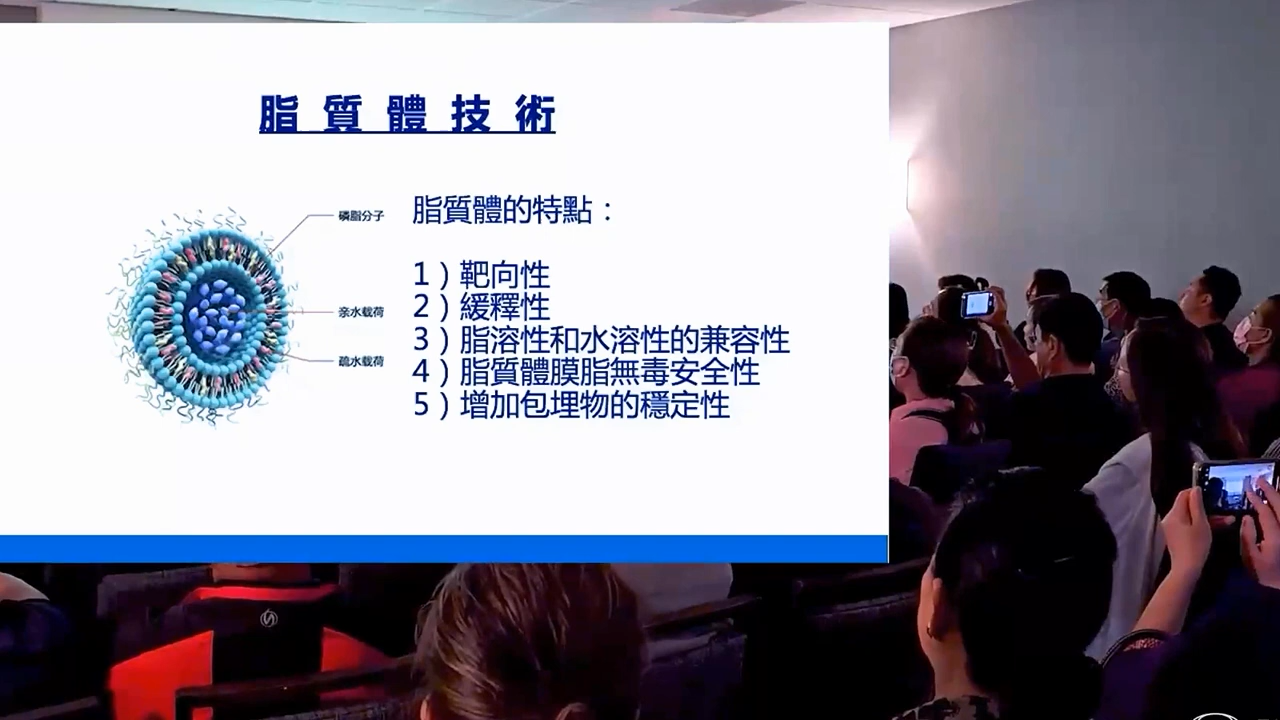 脂質體技術
磷脂分子
亲水载荷
疏水载荷
脂質體的特點：
1）靶向性
2）緩釋性
3）脂溶性和水溶性的兼容性
4）脂質體膜脂無毒安全性
5）增加包埋物的穩定性